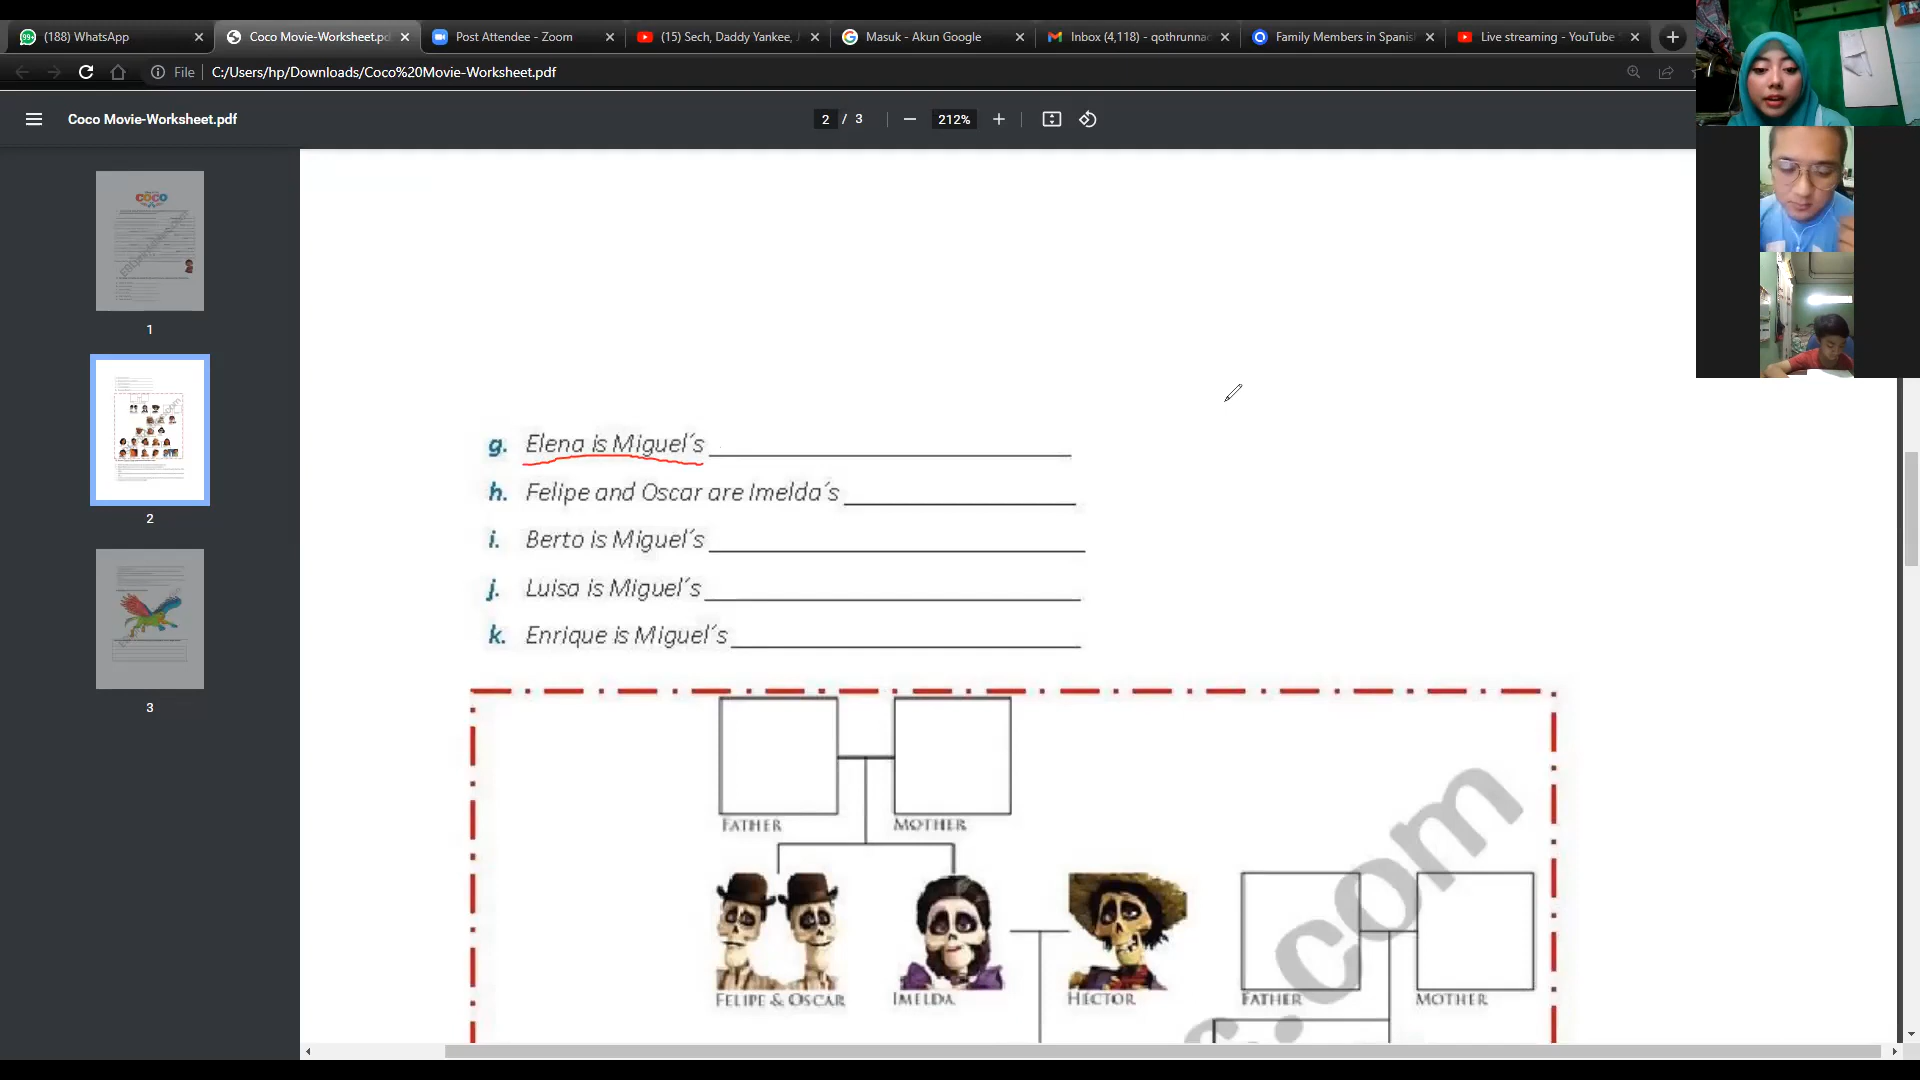 (188) WhatsApp
Coco Movie-Worksheet.pd
Post Attendee - Zoom
(15) Sech, Daddy Yankee, J
Masuk - Akun Google
Inbox (4,118) - qothrunnad
Family Members in Spanis
Live streaming - YouTube S
File
C:/Users/hp/Downloads/Coco%20Movie-Worksheet.pdf
Coco Movie-Worksheet.pdf
2 / 3
212%
COCO
1
2
3
g. Elena is Miguel´s
h. Felipe and Oscar are Imelda´s
i. Berto is Miguel´s
j. Luisa is Miguel´s
k. Enrique is Miguel´s
FATHER
MOTHER
FELIPE & OSCAR
IMELDA
HÉCTOR
FATHER
MOTHER
s.com